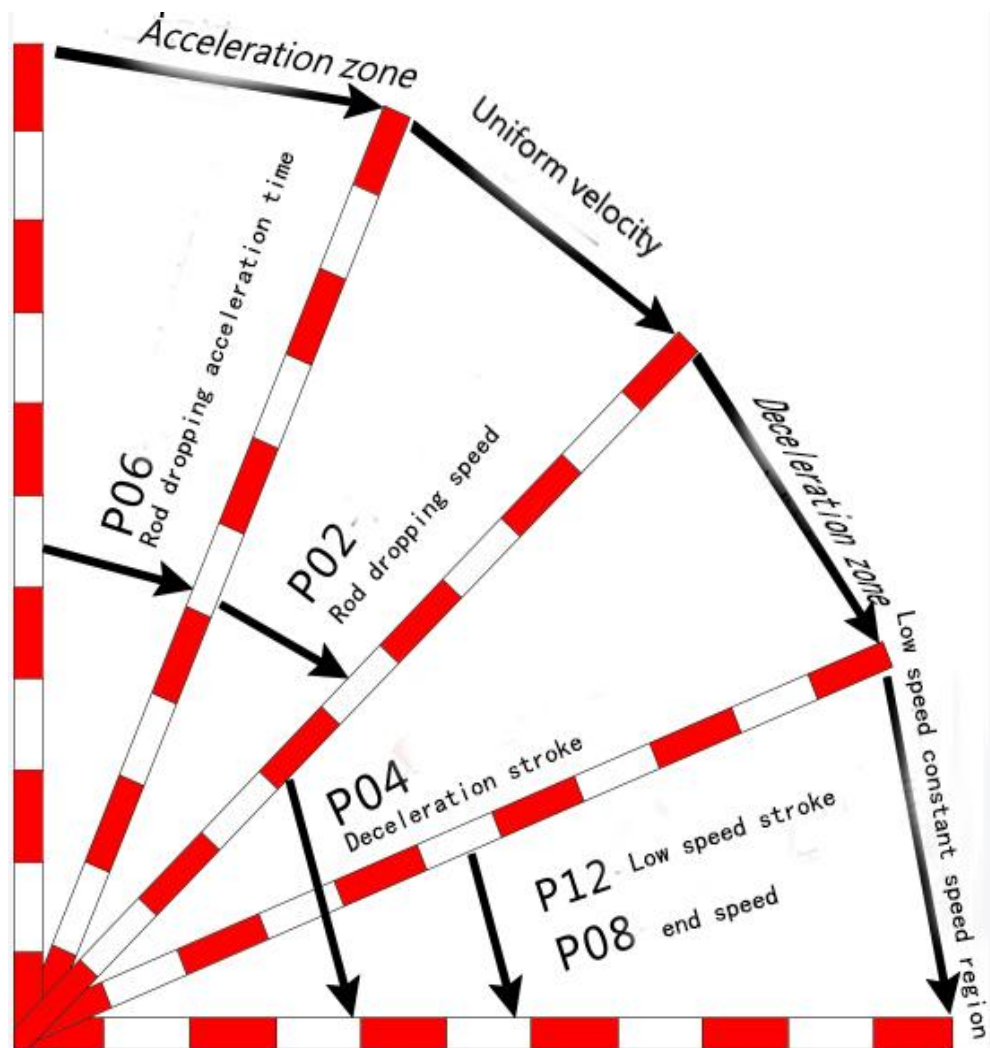 Acceleration zone
Uniform velocity
Deceleration zone
Low speed constant speed region
P06
Rod dropping acceleration time
P02
Rod dropping speed
P04
Deceleration stroke
P12 Low speed stroke
P08 end speed